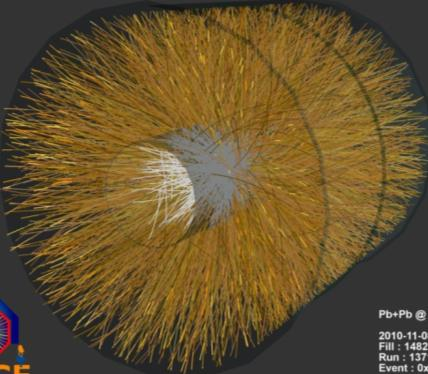 Pb+Pb @
2010-11-0
Fill : 1482
Run : 137
Event : 0x